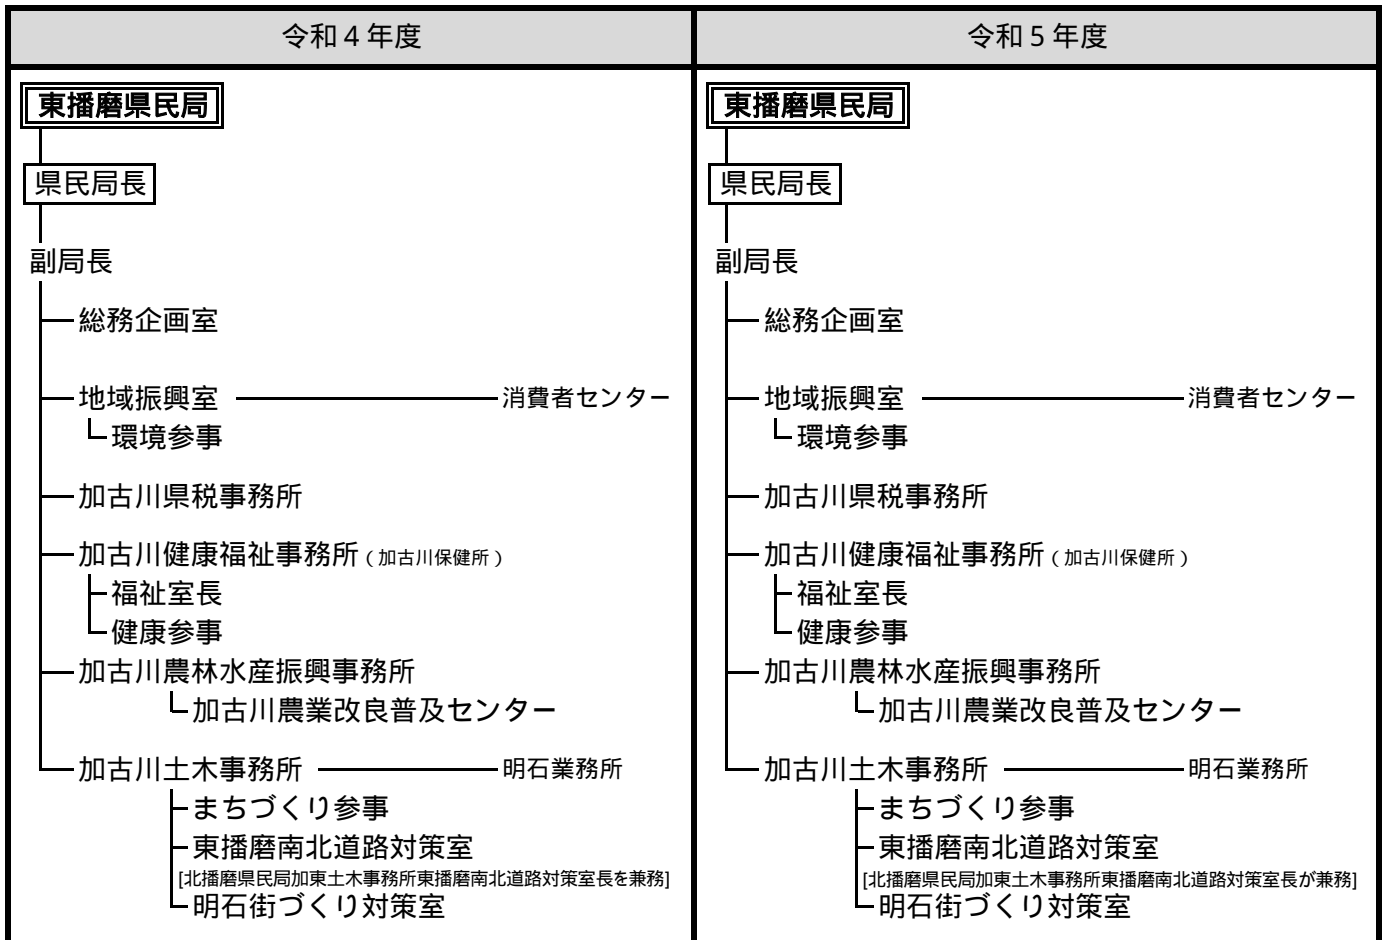 令和４年度
東播磨県民局
県民局長
副局長
総務企画室
地域振興室 消費者センター
環境参事
加古川県税事務所
加古川健康福祉事務所（加古川保健所）
福祉室長
健康参事
加古川農林水産振興事務所
加古川農業改良普及センター
加古川土木事務所 明石業務所
まちづくり参事
東播磨南北道路対策室
[北播磨県民局加東土木事務所東播磨南北道路対策室長を兼務]
明石街づくり対策室
令和５年度
東播磨県民局
県民局長
副局長
総務企画室
地域振興室 消費者センター
環境参事
加古川県税事務所
加古川健康福祉事務所（加古川保健所）
福祉室長
健康参事
加古川農林水産振興事務所
加古川農業改良普及センター
加古川土木事務所 明石業務所
まちづくり参事
東播磨南北道路対策室
[北播磨県民局加東土木事務所東播磨南北道路対策室長が兼務]
明石街づくり対策室